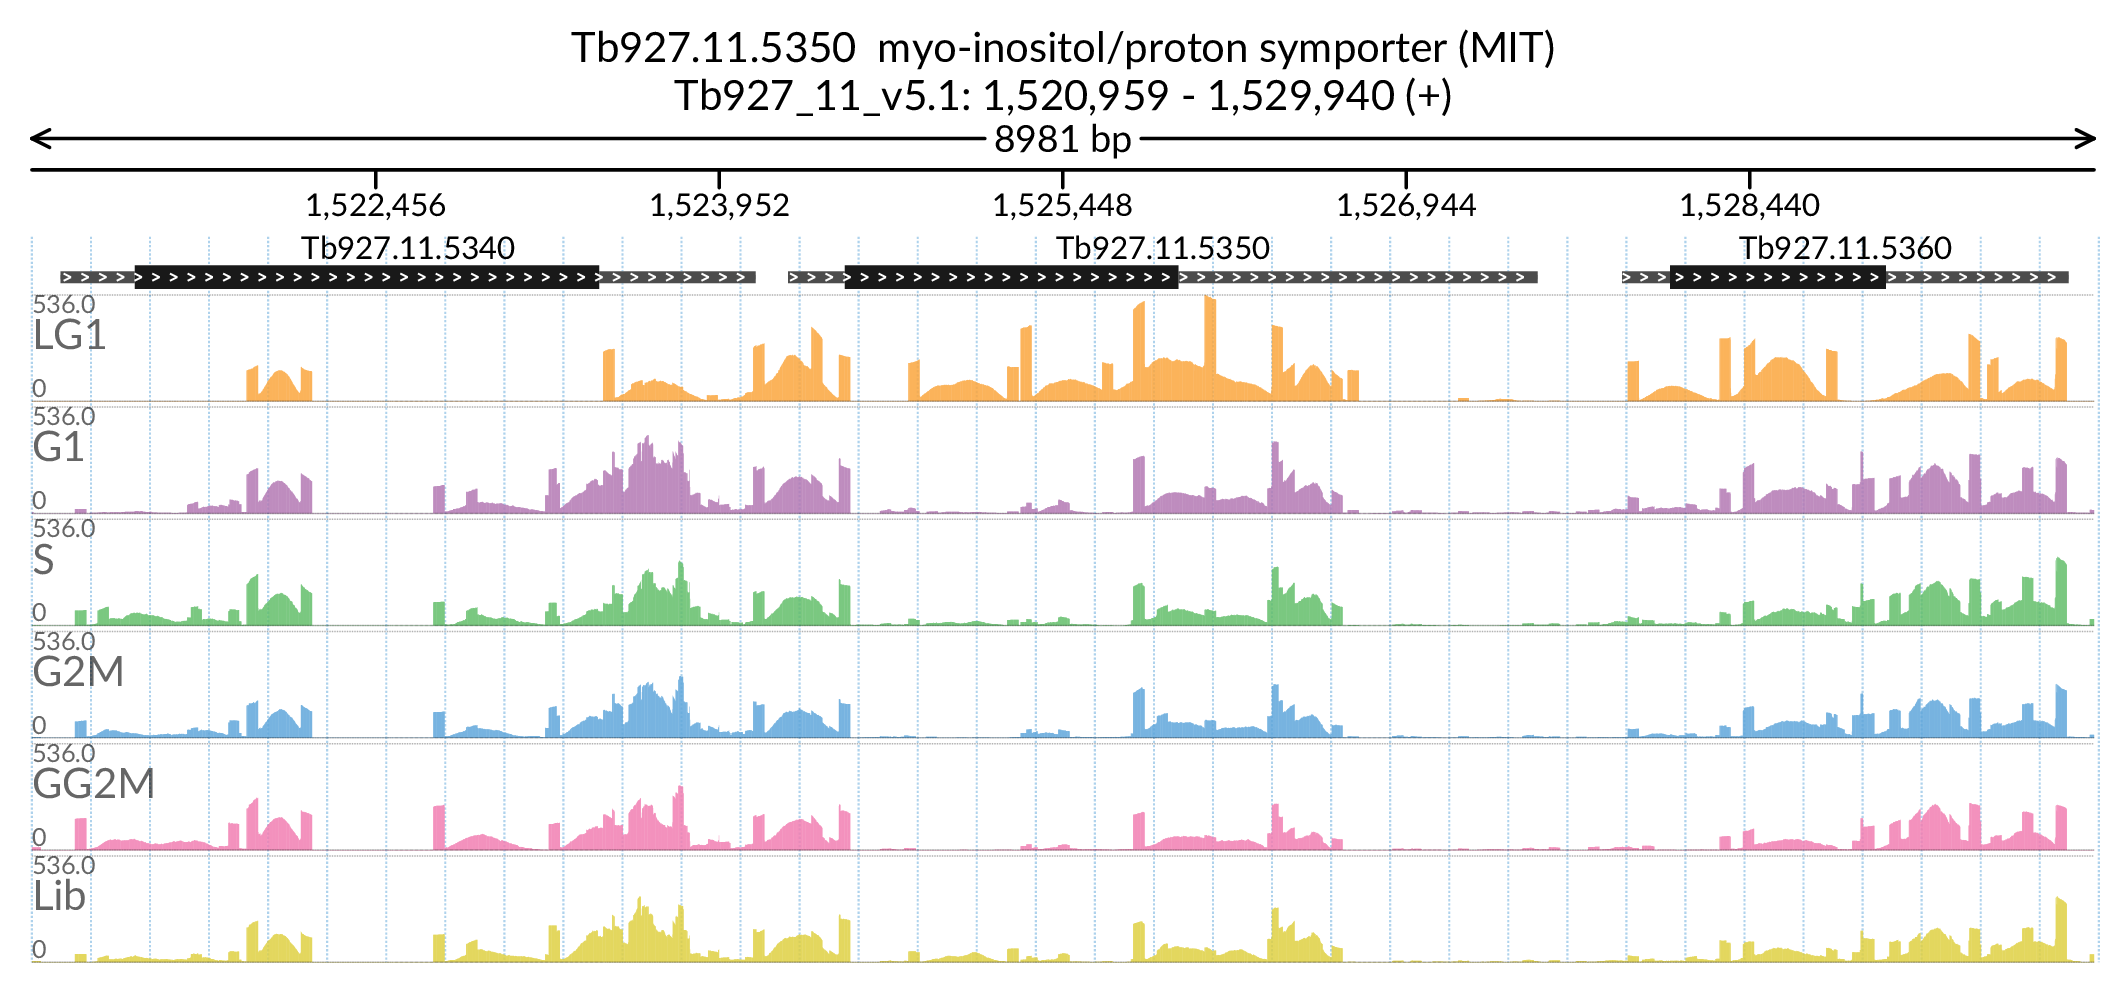 Tb927.11.5350 myo-inositol/proton symporter (MIT)
Tb927_11_v5.1: 1,520,959 - 1,529,940 (+)
8981 bp
1,522,456 1,523,952 1,525,448 1,526,944 1,528,440
Tb927.11.5340 Tb927.11.5350 Tb927.11.5360
536.0
LG1
0
536.0
G1
0
536.0
S
0
536.0
G2M
0
536.0
GG2M
0
536.0
Lib
0